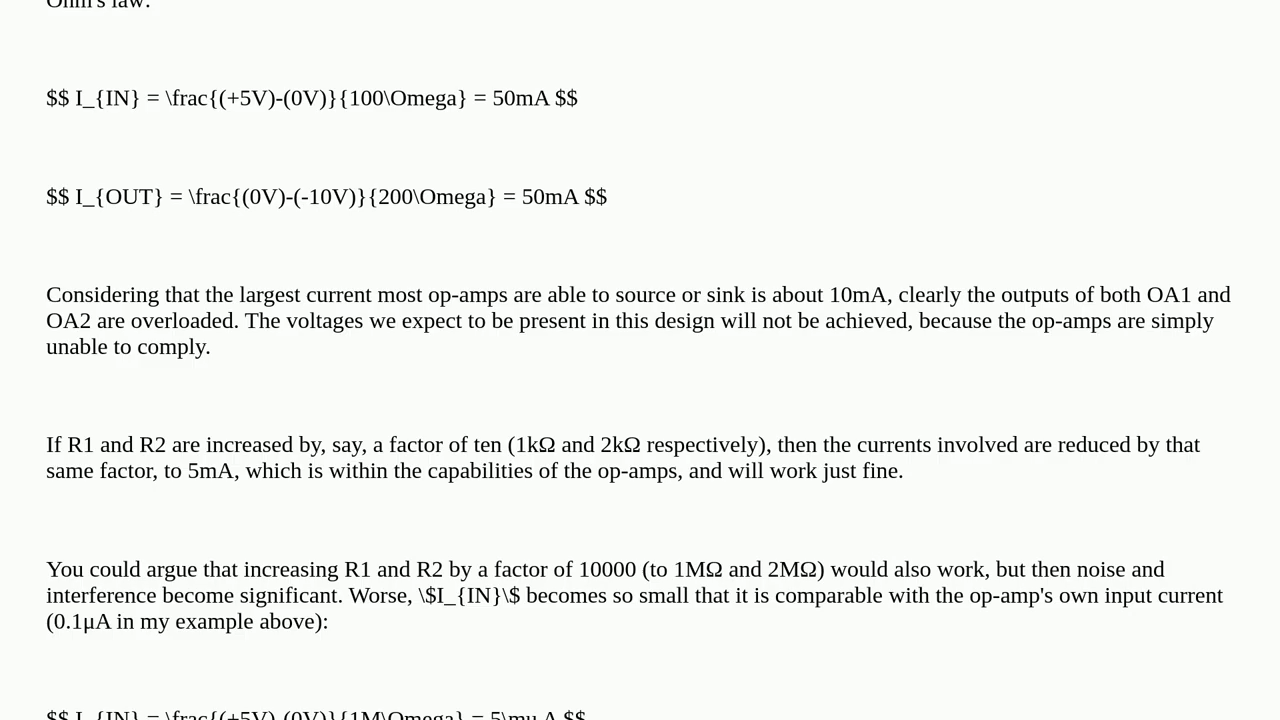 Ohm's law:
$$ I_{IN} = \frac{(+5V)-(0V)}{100\Omega} = 50mA $$
$$ I_{OUT} = \frac{(0V)-(-10V)}{200\Omega} = 50mA $$
Considering that the largest current most op-amps are able to source or sink is about 10mA, clearly the outputs of both OA1 and
OA2 are overloaded. The voltages we expect to be present in this design will not be achieved, because the op-amps are simply
unable to comply.
If R1 and R2 are increased by, say, a factor of ten (1kΩ and 2kΩ respectively), then the currents involved are reduced by that
same factor, to 5mA, which is within the capabilities of the op-amps, and will work just fine.
You could argue that increasing R1 and R2 by a factor of 10000 (to 1MΩ and 2MΩ) would also work, but then noise and
interference become significant. Worse, \$I_{IN}\$ becomes so small that it is comparable with the op-amp's own input current
(0.1μA in my example above):
$$ I_{IN} = \frac{(+5V)-(0V)}{1M\Omega} = 5\mu A $$